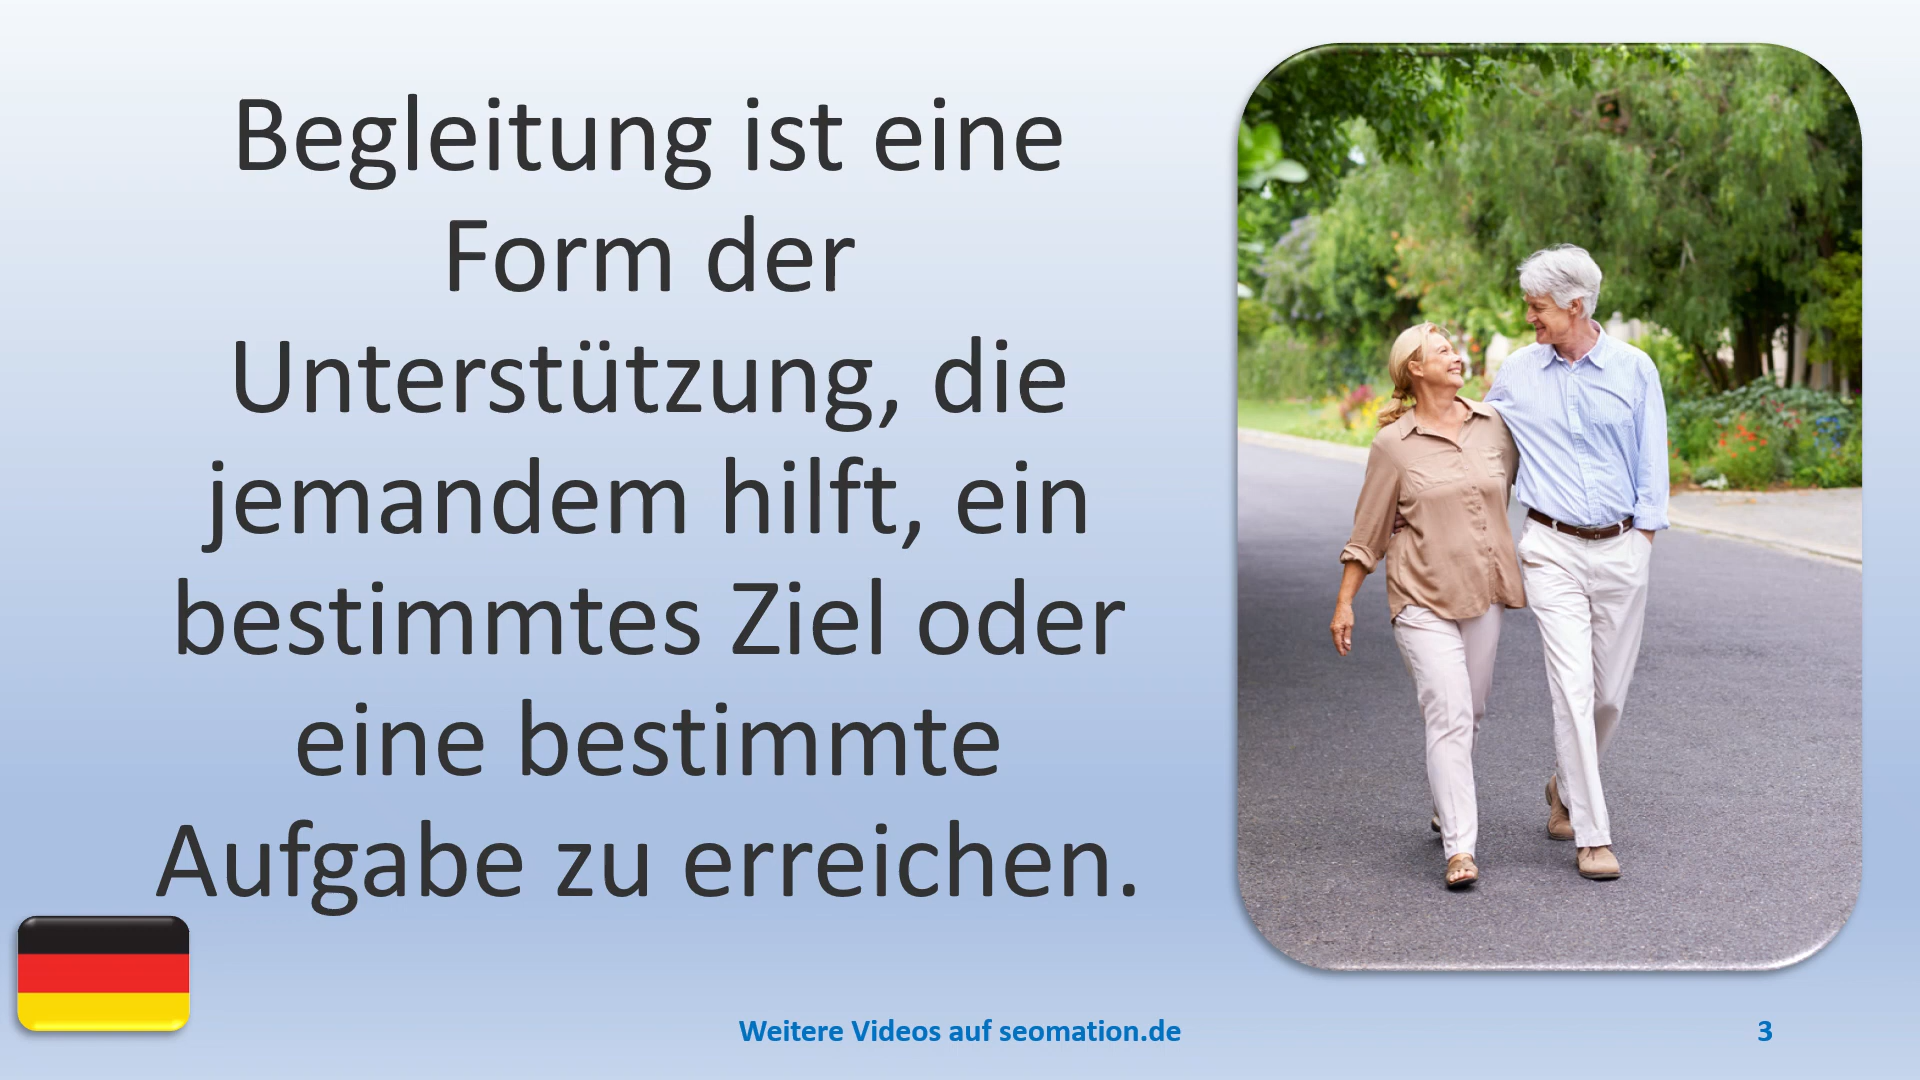 Begleitung ist eine
Form der
Unterstützung, die
jemandem hilft, ein
bestimmtes Ziel oder
eine bestimmte
Aufgabe zu erreichen.
Weitere Videos auf seomation.de
3